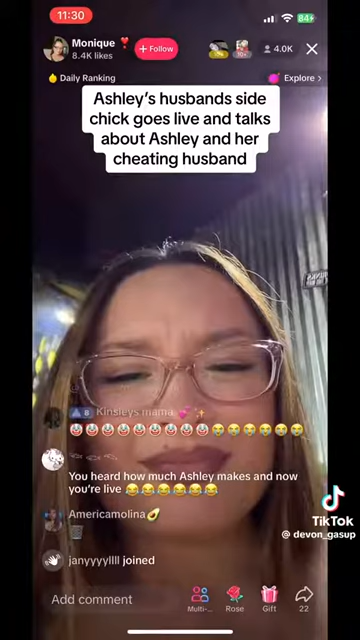 11:30
84
Monique
8.4K likes
+ Follow
4.0K
Daily Ranking
Explore >
Ashley's husbands side
chick goes live and talks
about Ashley and her
cheating husband
8 Kinsleys mama
You heard how much Ashley makes and now
you're live
Americamolina
janyyyyllll joined
TikTok
@ devon_gasup
Add comment
Multi-...
Rose
Gift
22